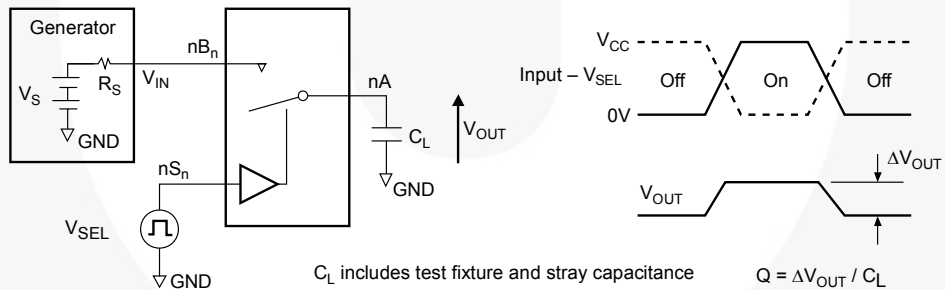 Generator
nBn
RS
VIN
VS
GND
nA
CL
VOUT
GND
nSn
VSEL
GND
VCC
Input – VSEL
Off
On
Off
0V
ΔVOUT
VOUT
CL includes test fixture and stray capacitance
Q = ΔVOUT / CL